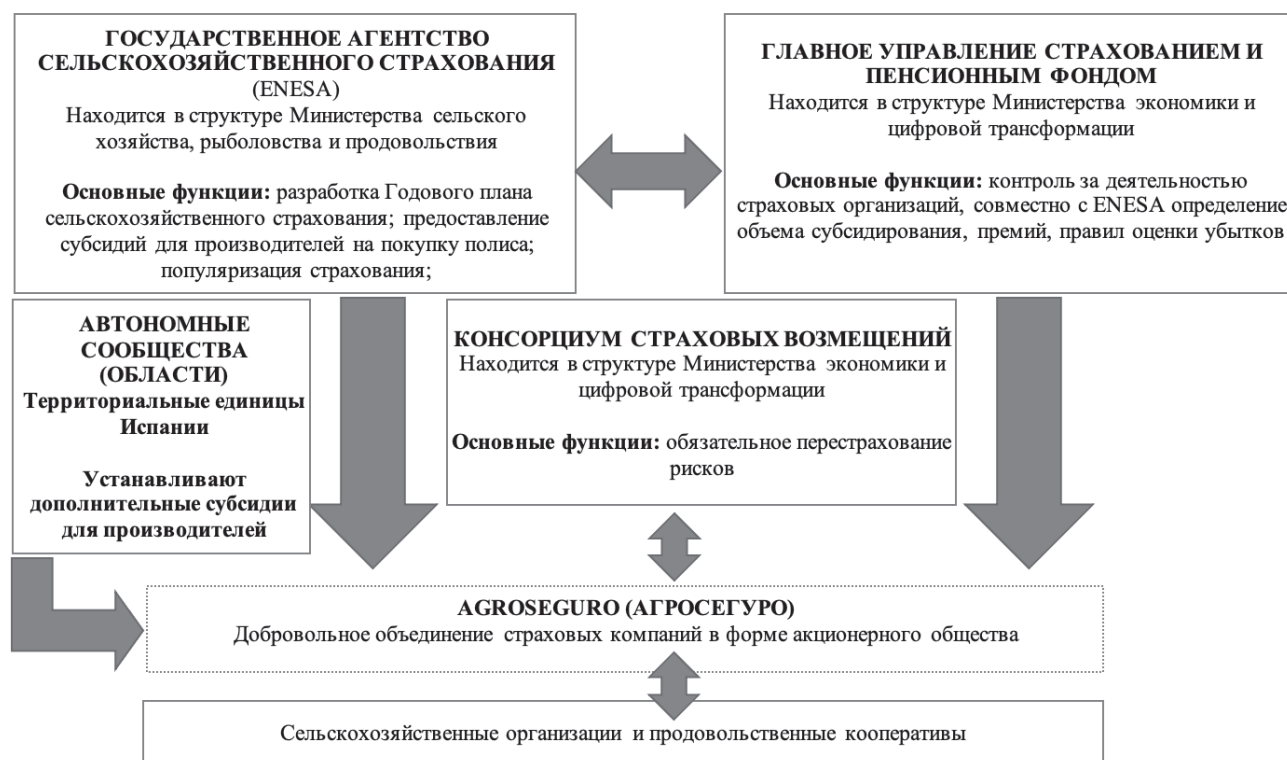 ГОСУДАРСТВЕННОЕ АГЕНТСТВО
СЕЛЬСКОХОЗЯЙСТВЕННОГО СТРАХОВАНИЯ
(ENESA)
Находится в структуре Министерства сельского
хозяйства, рыболовства и продовольствия
Основные функции: разработка Годового плана
сельскохозяйственного страхования; предоставление
субсидий для производителей на покупку полиса;
популяризация страхования;
ГЛАВНОЕ УПРАВЛЕНИЕ СТРАХОВАНИЕМ И
ПЕНСИОННЫМ ФОНДОМ
Находится в структуре Министерства экономики и
цифровой трансформации
Основные функции: контроль за деятельностью
страховых организаций, совместно с ENESA определение
объема субсидирования, премий, правил оценки убытков
АВТОНОМНЫЕ
СООБЩЕСТВА
(ОБЛАСТИ)
Территориальные единицы
Испании
Устанавливают
дополнительные субсидии
для производителей
КОНСОРЦИУМ СТРАХОВЫХ ВОЗМЕЩЕНИЙ
Находится в структуре Министерства экономики и
цифровой трансформации
Основные функции: обязательное перестрахование
рисков
AGROSEGURO (АГРОСЕГУРО)
Добровольное объединение страховых компаний в форме акционерного общества
Сельскохозяйственные организации и продовольственные кооперативы